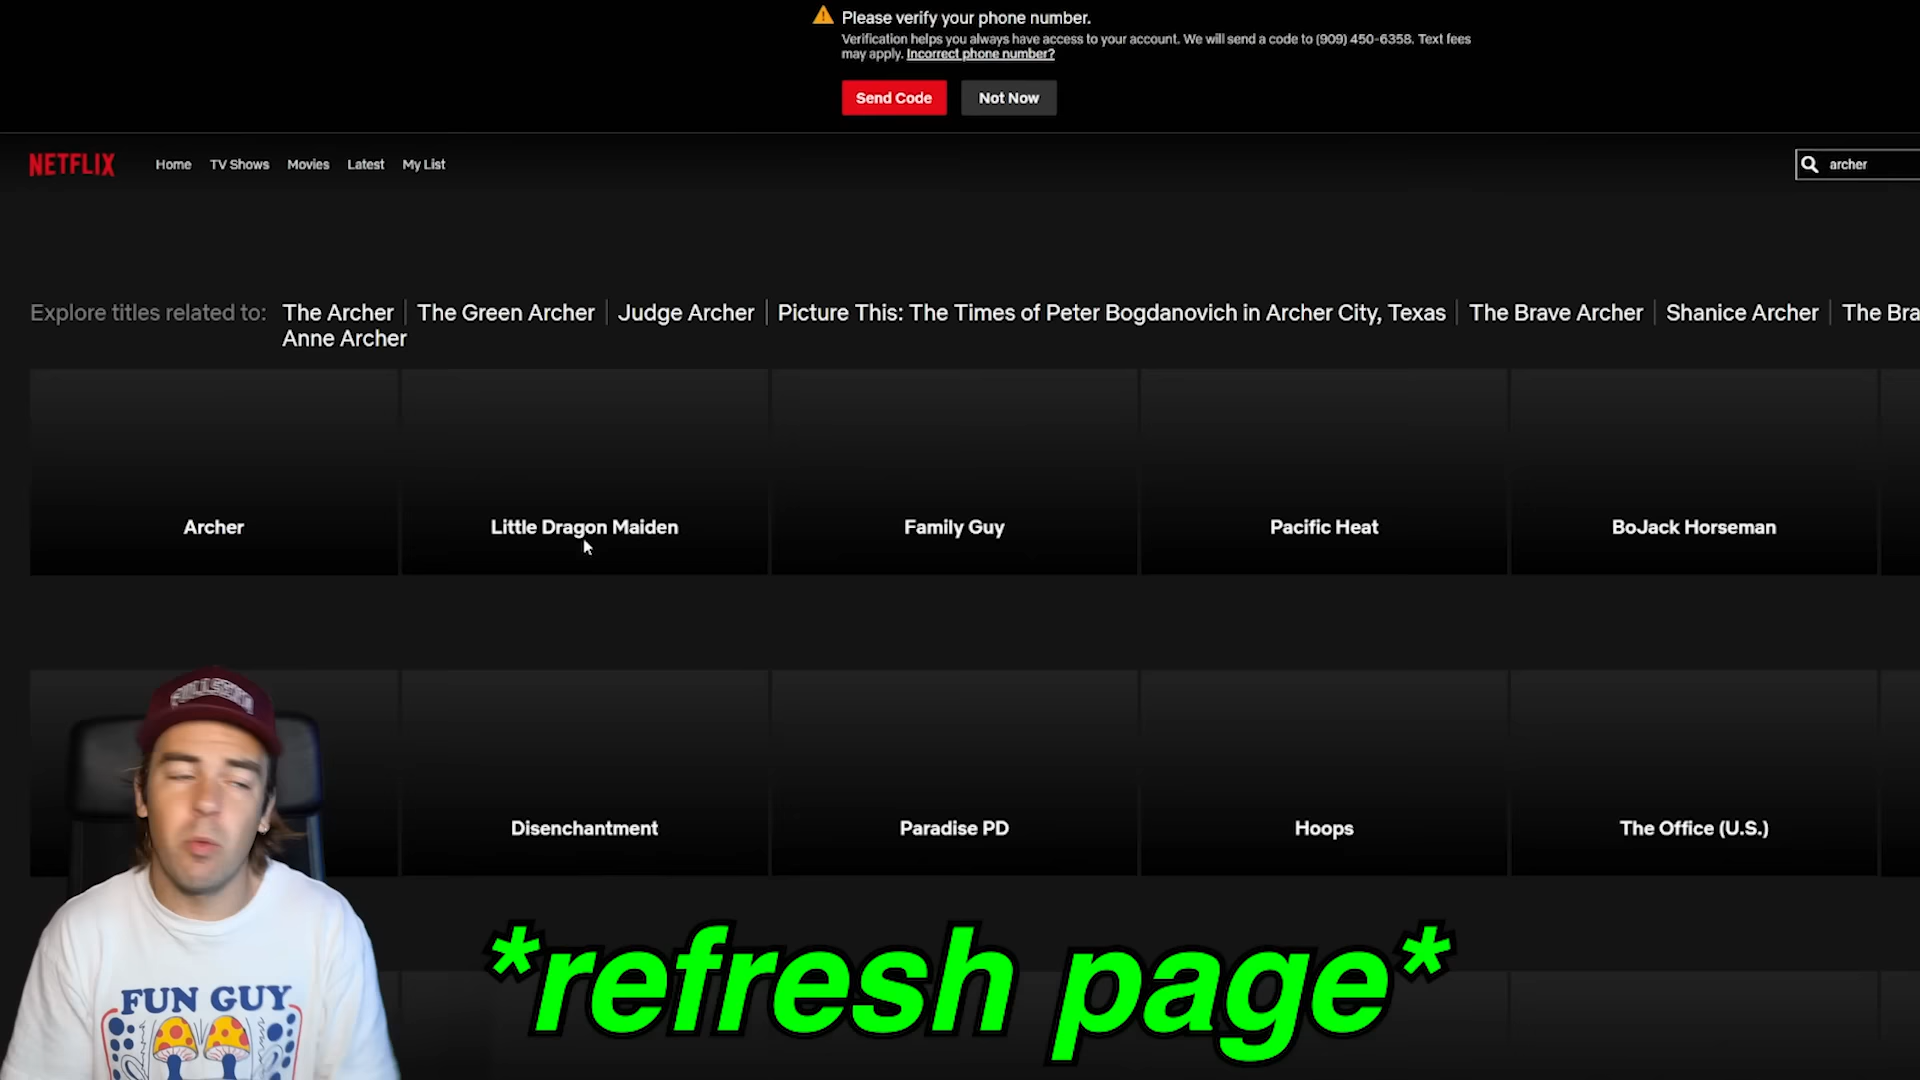 Please verify your phone number.
Verification helps you always have access to your account. We will send a code to (909) 450-6358. Text fees
may apply. Incorrect phone number?
Send Code
Not Now
NETFLIX
Home
TV Shows
Movies
Latest
My List
archer
Explore titles related to:
The Archer
The Green Archer
Judge Archer
Picture This: The Times of Peter Bogdanovich in Archer City, Texas
The Brave Archer
Shanice Archer
The Bra
Anne Archer
Archer
Little Dragon Maiden
Family Guy
Pacific Heat
BoJack Horseman
Disenchantment
Paradise PD
Hoops
The Office (U.S.)
FUN GUY
*refresh page*